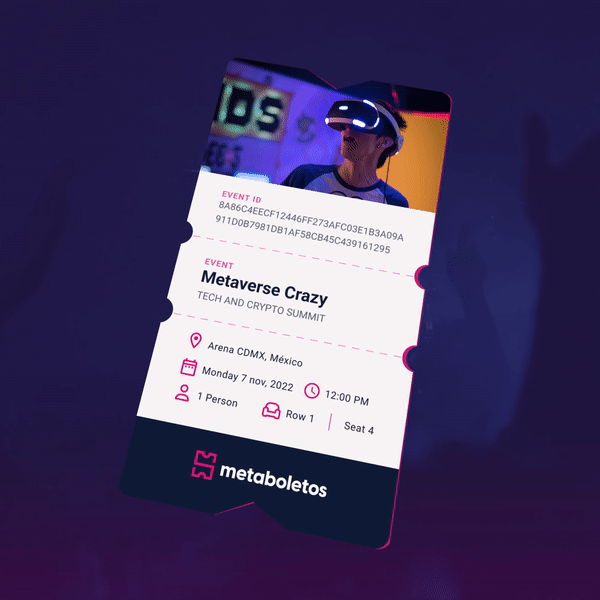 IDS
EVENT ID
8A86C4EECF12446FF273AFC03E1B3A09A
911D0B7981DB1AF58CB45C439161295
EVENT
Metaverse Crazy
TECH AND CRYPTO SUMMIT
Arena CDMX, México
Monday 7 nov, 2022 12:00 PM
1 Person Row 1 Seat 4
metaboletos